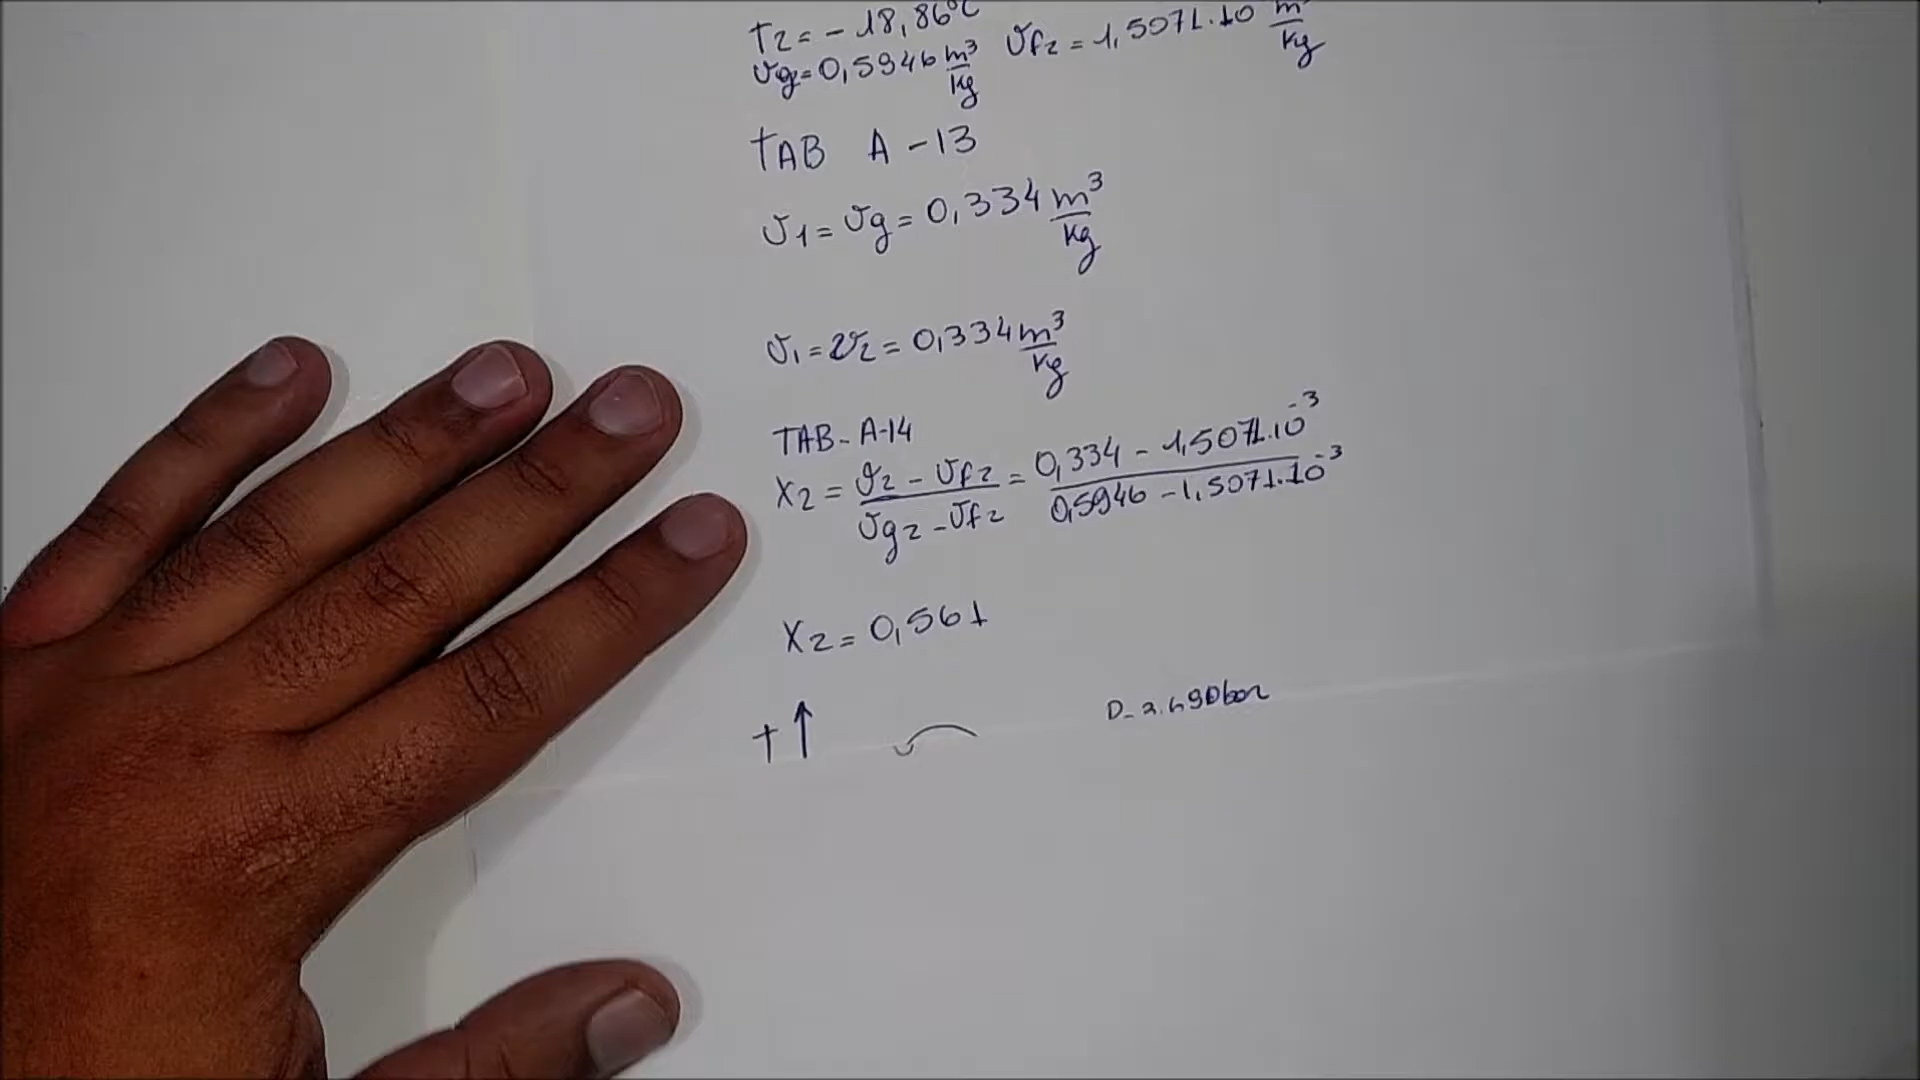 T2 = - 18,86°C
vg = 0,5946 m³/kg vf2 = 1,5071.10 m/kg
TAB A-13
v1 = vg = 0,334 m³/kg
v1 = v2 = 0,334 m³/kg
TAB- A-14
X2 = v2 - vf2 / vg2 - vf2 = 0,334 - 1,5071.10-3 / 0,5946 - 1,5071.10-3
X2 = 0,561
+↑